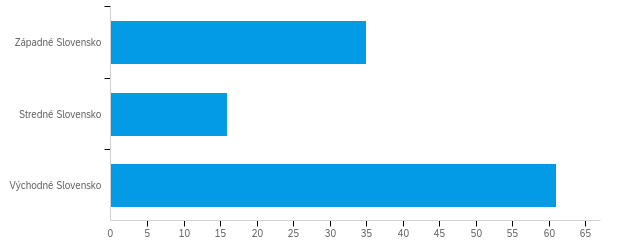 Západné Slovensko
Stredné Slovensko
Východné Slovensko
0 5 10 15 20 25 30 35 40 45 50 55 60 65